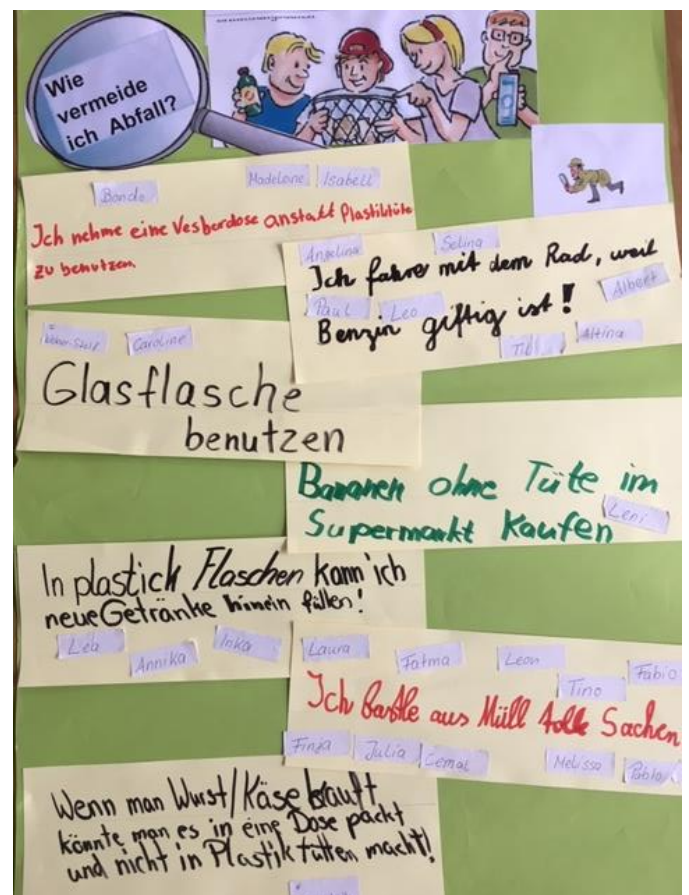 Wie
vermeide
ich Abfall?
Bando Madeleine Isabell
Ich nehme eine Vesberdose anstatt Plastiktüte
zu benutzen
Angelina Selina
Ich fahre mit dem Rad, weil
Paul Leo Albert
Benzin giftig ist!
Altina
Caroline
Glasflasche
benutzen
Bananen ohne Tüte im
Leni
Supermarkt Kaufen
In plastick Flaschen kann ich
neue Getränke hinein füllen!
Lea Annika Inka
Laura Fatma Leon Tino Fabio
Ich Bastle aus Müll tolle Sachen
Finja Julia Cemal Melissa Pablo
Wenn man Wurst/Käse kauft
könnte man es in eine Dose packt
und nicht in Plastik tütten macht!